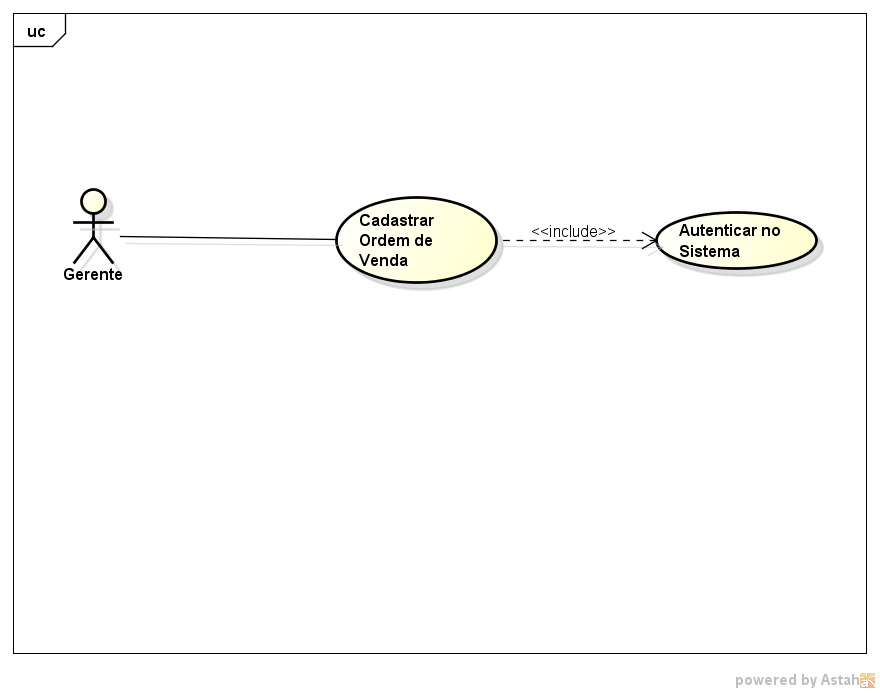 uc
Cadastrar
Ordem de
Venda
<<include>>
Autenticar no
Sistema
Gerente
powered by Astah